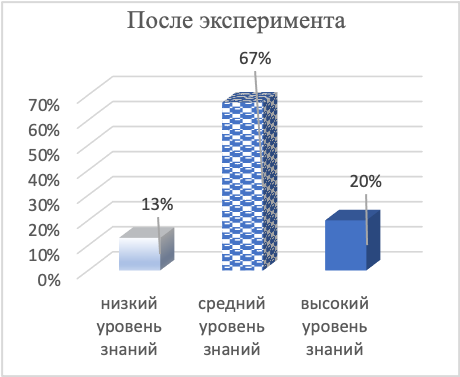 После эксперимента
67%
70%
60%
50%
40%
30%
20%
10%
0%
13%
20%
низкий
уровень
знаний
средний
уровень
знаний
высокий
уровень
знаний